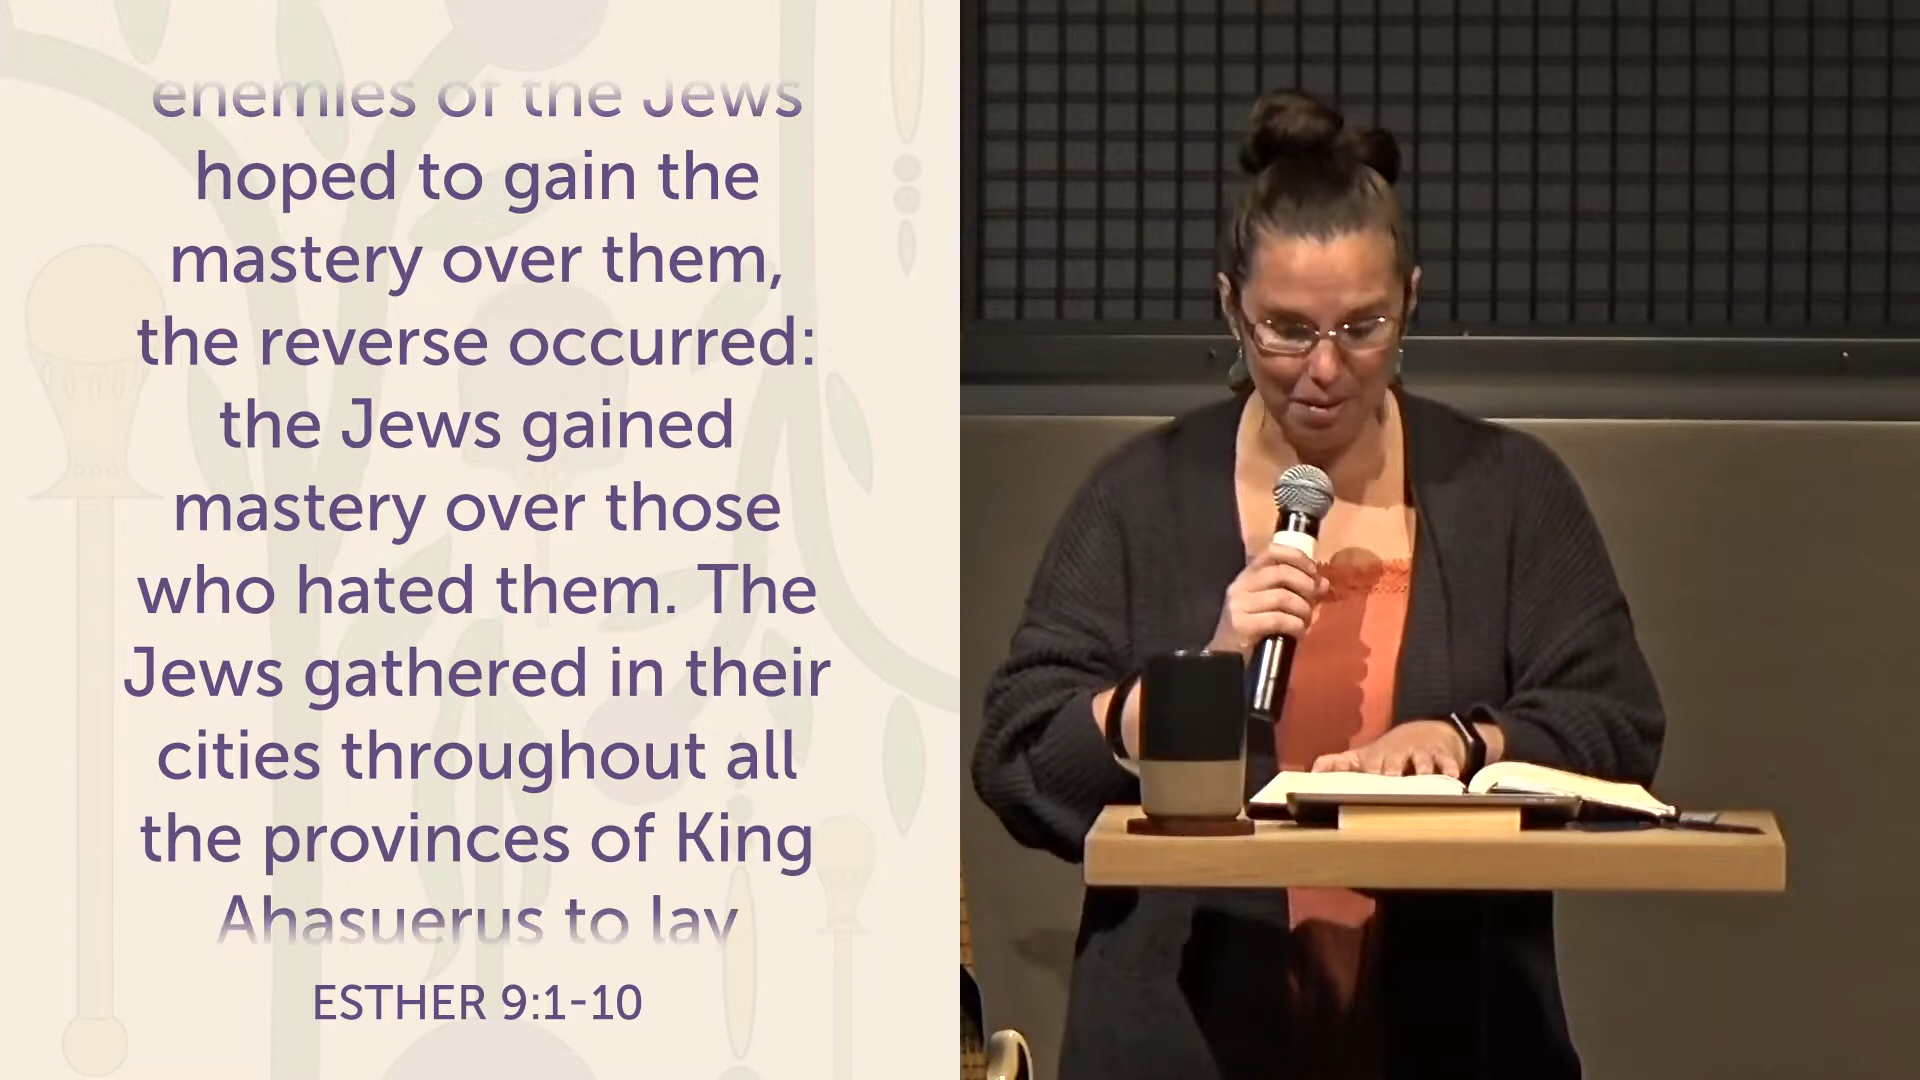 enemies of the Jews
hoped to gain the
mastery over them,
the reverse occurred:
the Jews gained
mastery over those
who hated them. The
Jews gathered in their
cities throughout all
the provinces of King
Ahasuerus to lay
ESTHER 9:1-10